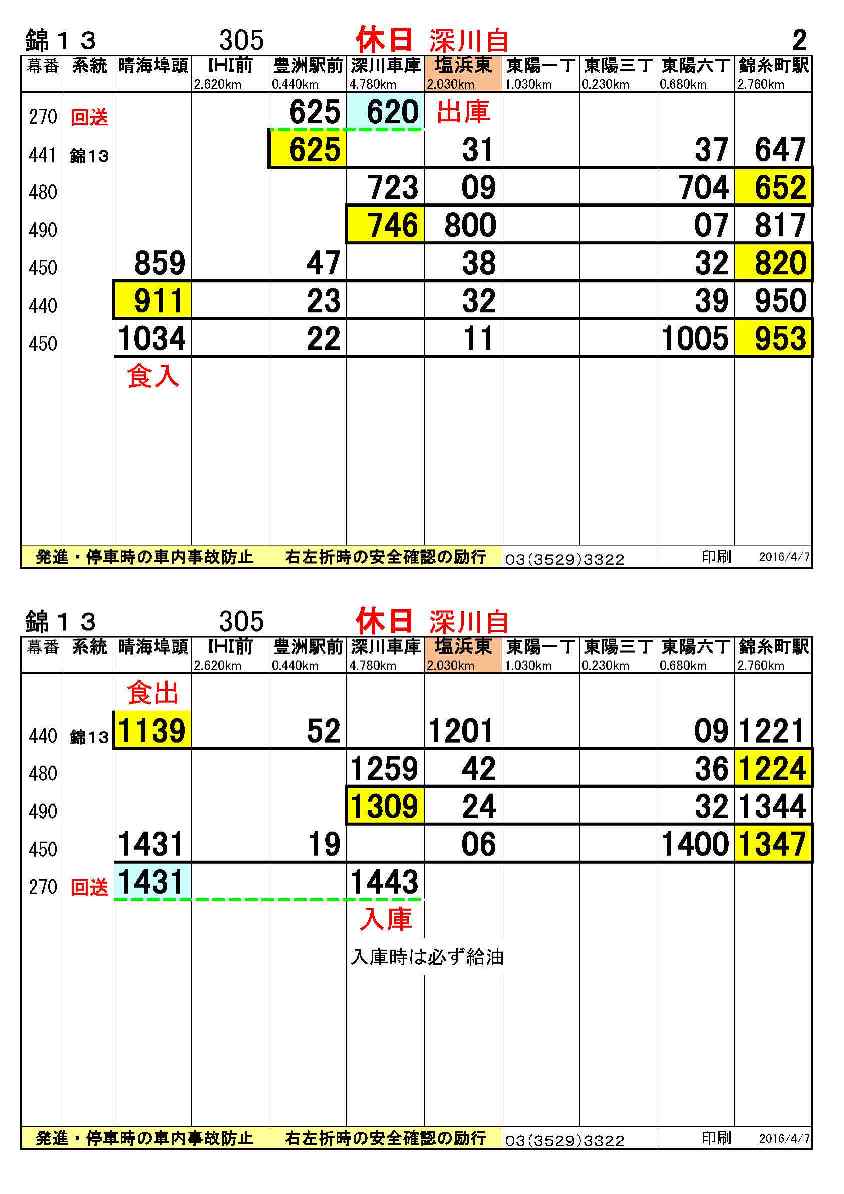 錦１３ 305 休日 深川自 2
幕番 系統 晴海埠頭 IHI前 豊洲駅前 深川車庫 塩浜東 東陽一丁 東陽三丁 東陽六丁 錦糸町駅
2.620km 0.440km 4.780km 2.030km 1.030km 0.230km 0.680km 2.760km
270 回送 625 620 出庫
441 錦13 625 31 37 647
480 723 09 704 652
490 746 800 07 817
450 859 47 38 32 820
440 911 23 32 39 950
450 1034 22 11 1005 953
食入
発進・停車時の車内事故防止 右左折時の安全確認の励行 03(3529)3322 印刷 2016/4/7
錦１３ 305 休日 深川自
幕番 系統 晴海埠頭 IHI前 豊洲駅前 深川車庫 塩浜東 東陽一丁 東陽三丁 東陽六丁 錦糸町駅
2.620km 0.440km 4.780km 2.030km 1.030km 0.230km 0.680km 2.760km
食出
440 錦13 1139 52 1201 09 1221
480 1259 42 36 1224
490 1309 24 32 1344
450 1431 19 06 1400 1347
270 回送 1431 1443
入庫
入庫時は必ず給油
発進・停車時の車内事故防止 右左折時の安全確認の励行 03(3529)3322 印刷 2016/4/7